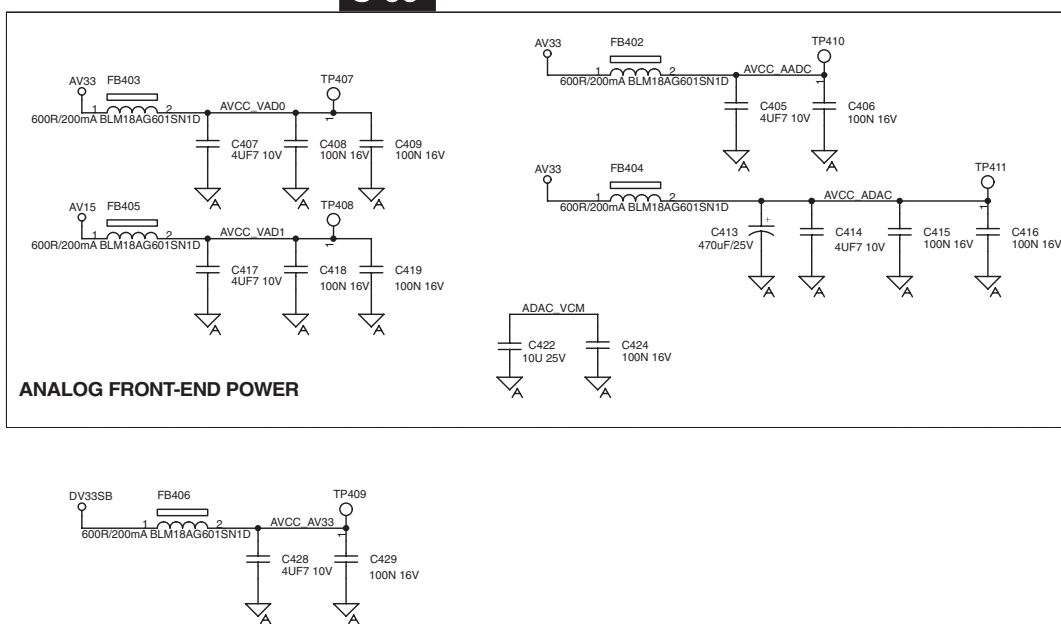 AV33 FB403 TP407
1 2 AVCC_VAD0
600R/200mA BLM18AG601SN1D
1
C407 4UF7 10V
C408 100N 16V
C409 100N 16V
A A A
AV15 FB405 TP408
1 2 AVCC_VAD1
600R/200mA BLM18AG601SN1D
1
C417 4UF7 10V
C418 100N 16V
C419 100N 16V
A A A
AV33 FB402 TP410
1 2 AVCC_AADC
600R/200mA BLM18AG601SN1D
1
C405 4UF7 10V
C406 100N 16V
A A
AV33 FB404 TP411
1 2 AVCC_ADAC
600R/200mA BLM18AG601SN1D
1
+
C413 470uF/25V
C414 4UF7 10V
C415 100N 16V
C416 100N 16V
A A A A
ADAC_VCM
C422 10U 25V
C424 100N 16V
A A
ANALOG FRONT-END POWER
DV33SB FB406 TP409
1 2 AVCC_AV33
600R/200mA BLM18AG601SN1D
1
C428 4UF7 10V
C429 100N 16V
A A